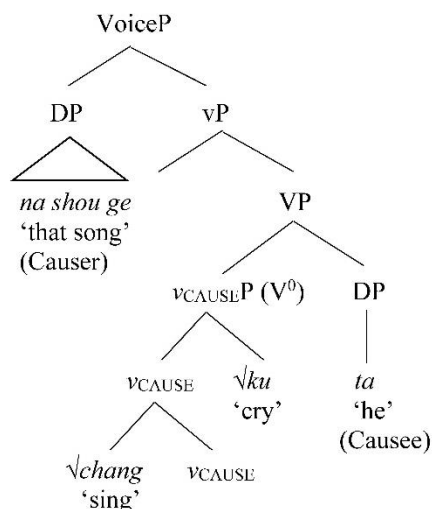 VoiceP
DP vP
na shou ge
‘that song’
(Causer)
VP
vCAUSEP (V⁰) DP
vCAUSE √ku ta
‘cry’ ‘he’
(Causee)
√chang vCAUSE
‘sing’